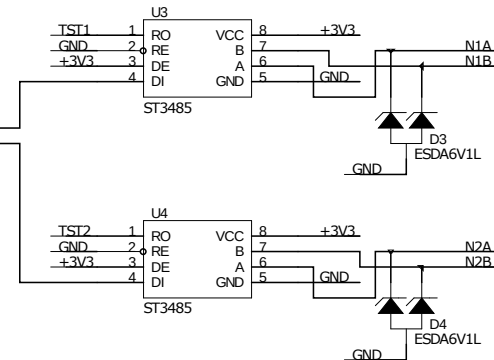 U3
TST1 1 RO VCC 8 +3V3
GND 2 RE B 7
+3V3 3 DE A 6
4 DI GND 5 GND
ST3485
N1A
N1B
D3
ESDA6V1L
GND
U4
TST2 1 RO VCC 8 +3V3
GND 2 RE B 7
+3V3 3 DE A 6
4 DI GND 5 GND
ST3485
N2A
N2B
D4
ESDA6V1L
GND